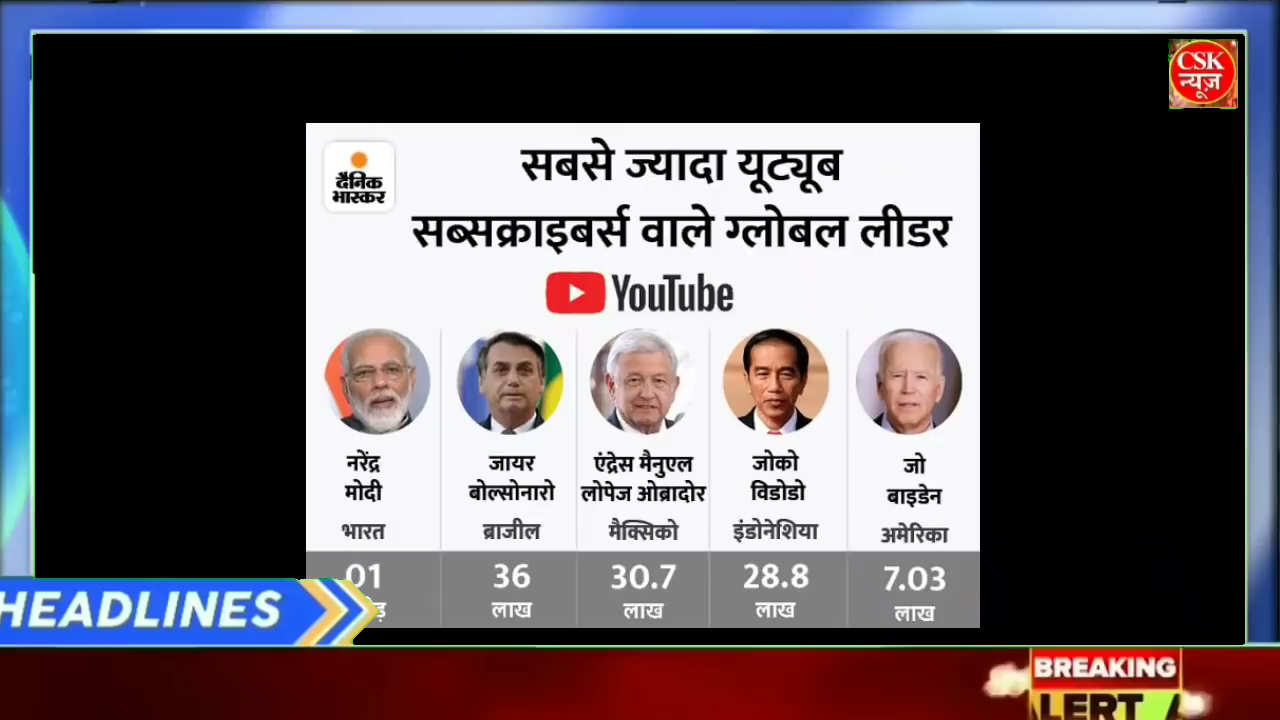 CSK
न्यूज़
दैनिक
भास्कर
सबसे ज्यादा यूट्यूब
सब्सक्राइबर्स वाले ग्लोबल लीडर
YouTube
नरेंद्र
मोदी
भारत
01
जायर
बोल्सोनारो
ब्राजील
36
लाख
एंद्रेस मैनुएल
लोपेज ओब्रादोर
मैक्सिको
30.7
लाख
जोको
विडोडो
इंडोनेशिया
28.8
लाख
जो
बाइडेन
अमेरिका
7.03
लाख
HEADLINES
BREAKING